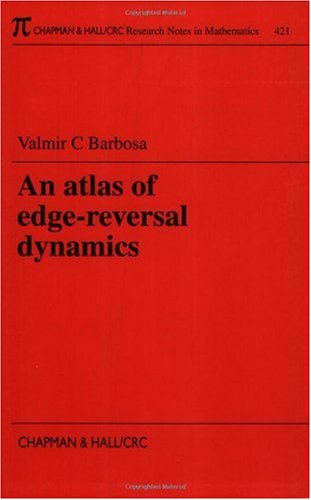 π CHAPMAN & HALL/CRC Research Notes in Mathematics 421
Valmir C Barbosa
An atlas of
edge-reversal
dynamics
CHAPMAN & HALL/CRC